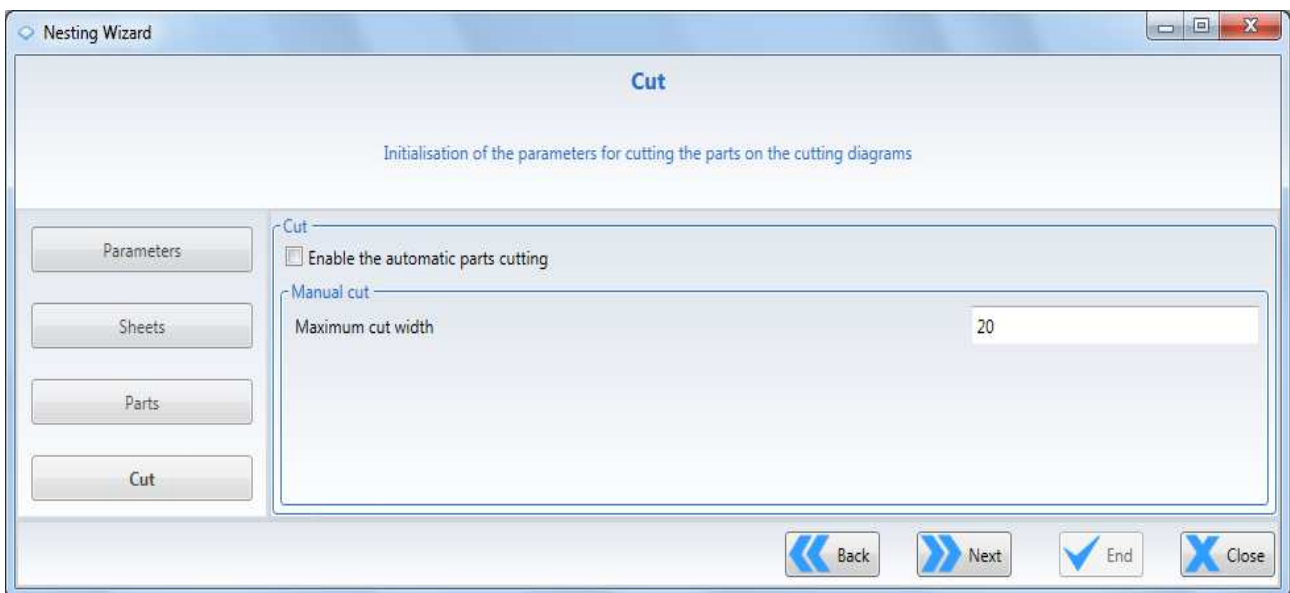 Nesting Wizard
Cut
Initialisation of the parameters for cutting the parts on the cutting diagrams
Parameters
Sheets
Parts
Cut
Cut
Enable the automatic parts cutting
Manual cut
Maximum cut width 20
Back Next End Close